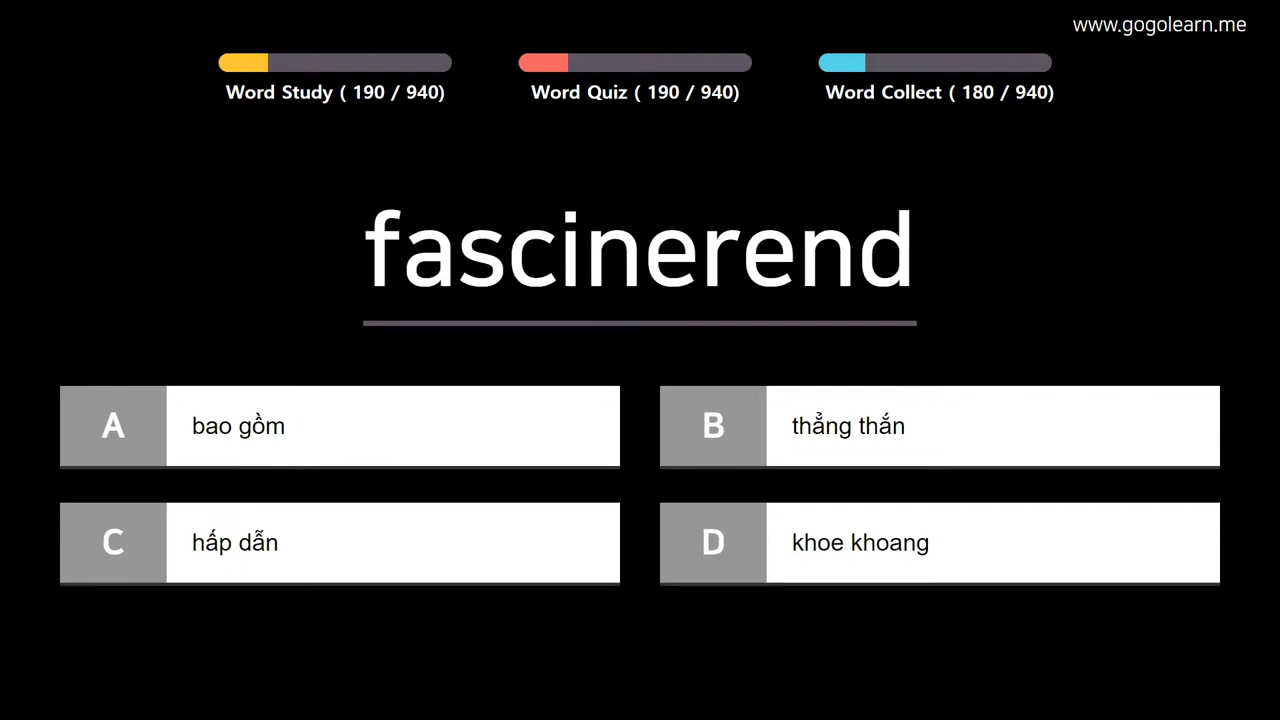 www.gogolearn.me
Word Study ( 190 / 940)
Word Quiz ( 190 / 940)
Word Collect ( 180 / 940)
fascinerend
A bao gồm
B thẳng thắn
C hấp dẫn
D khoe khoang